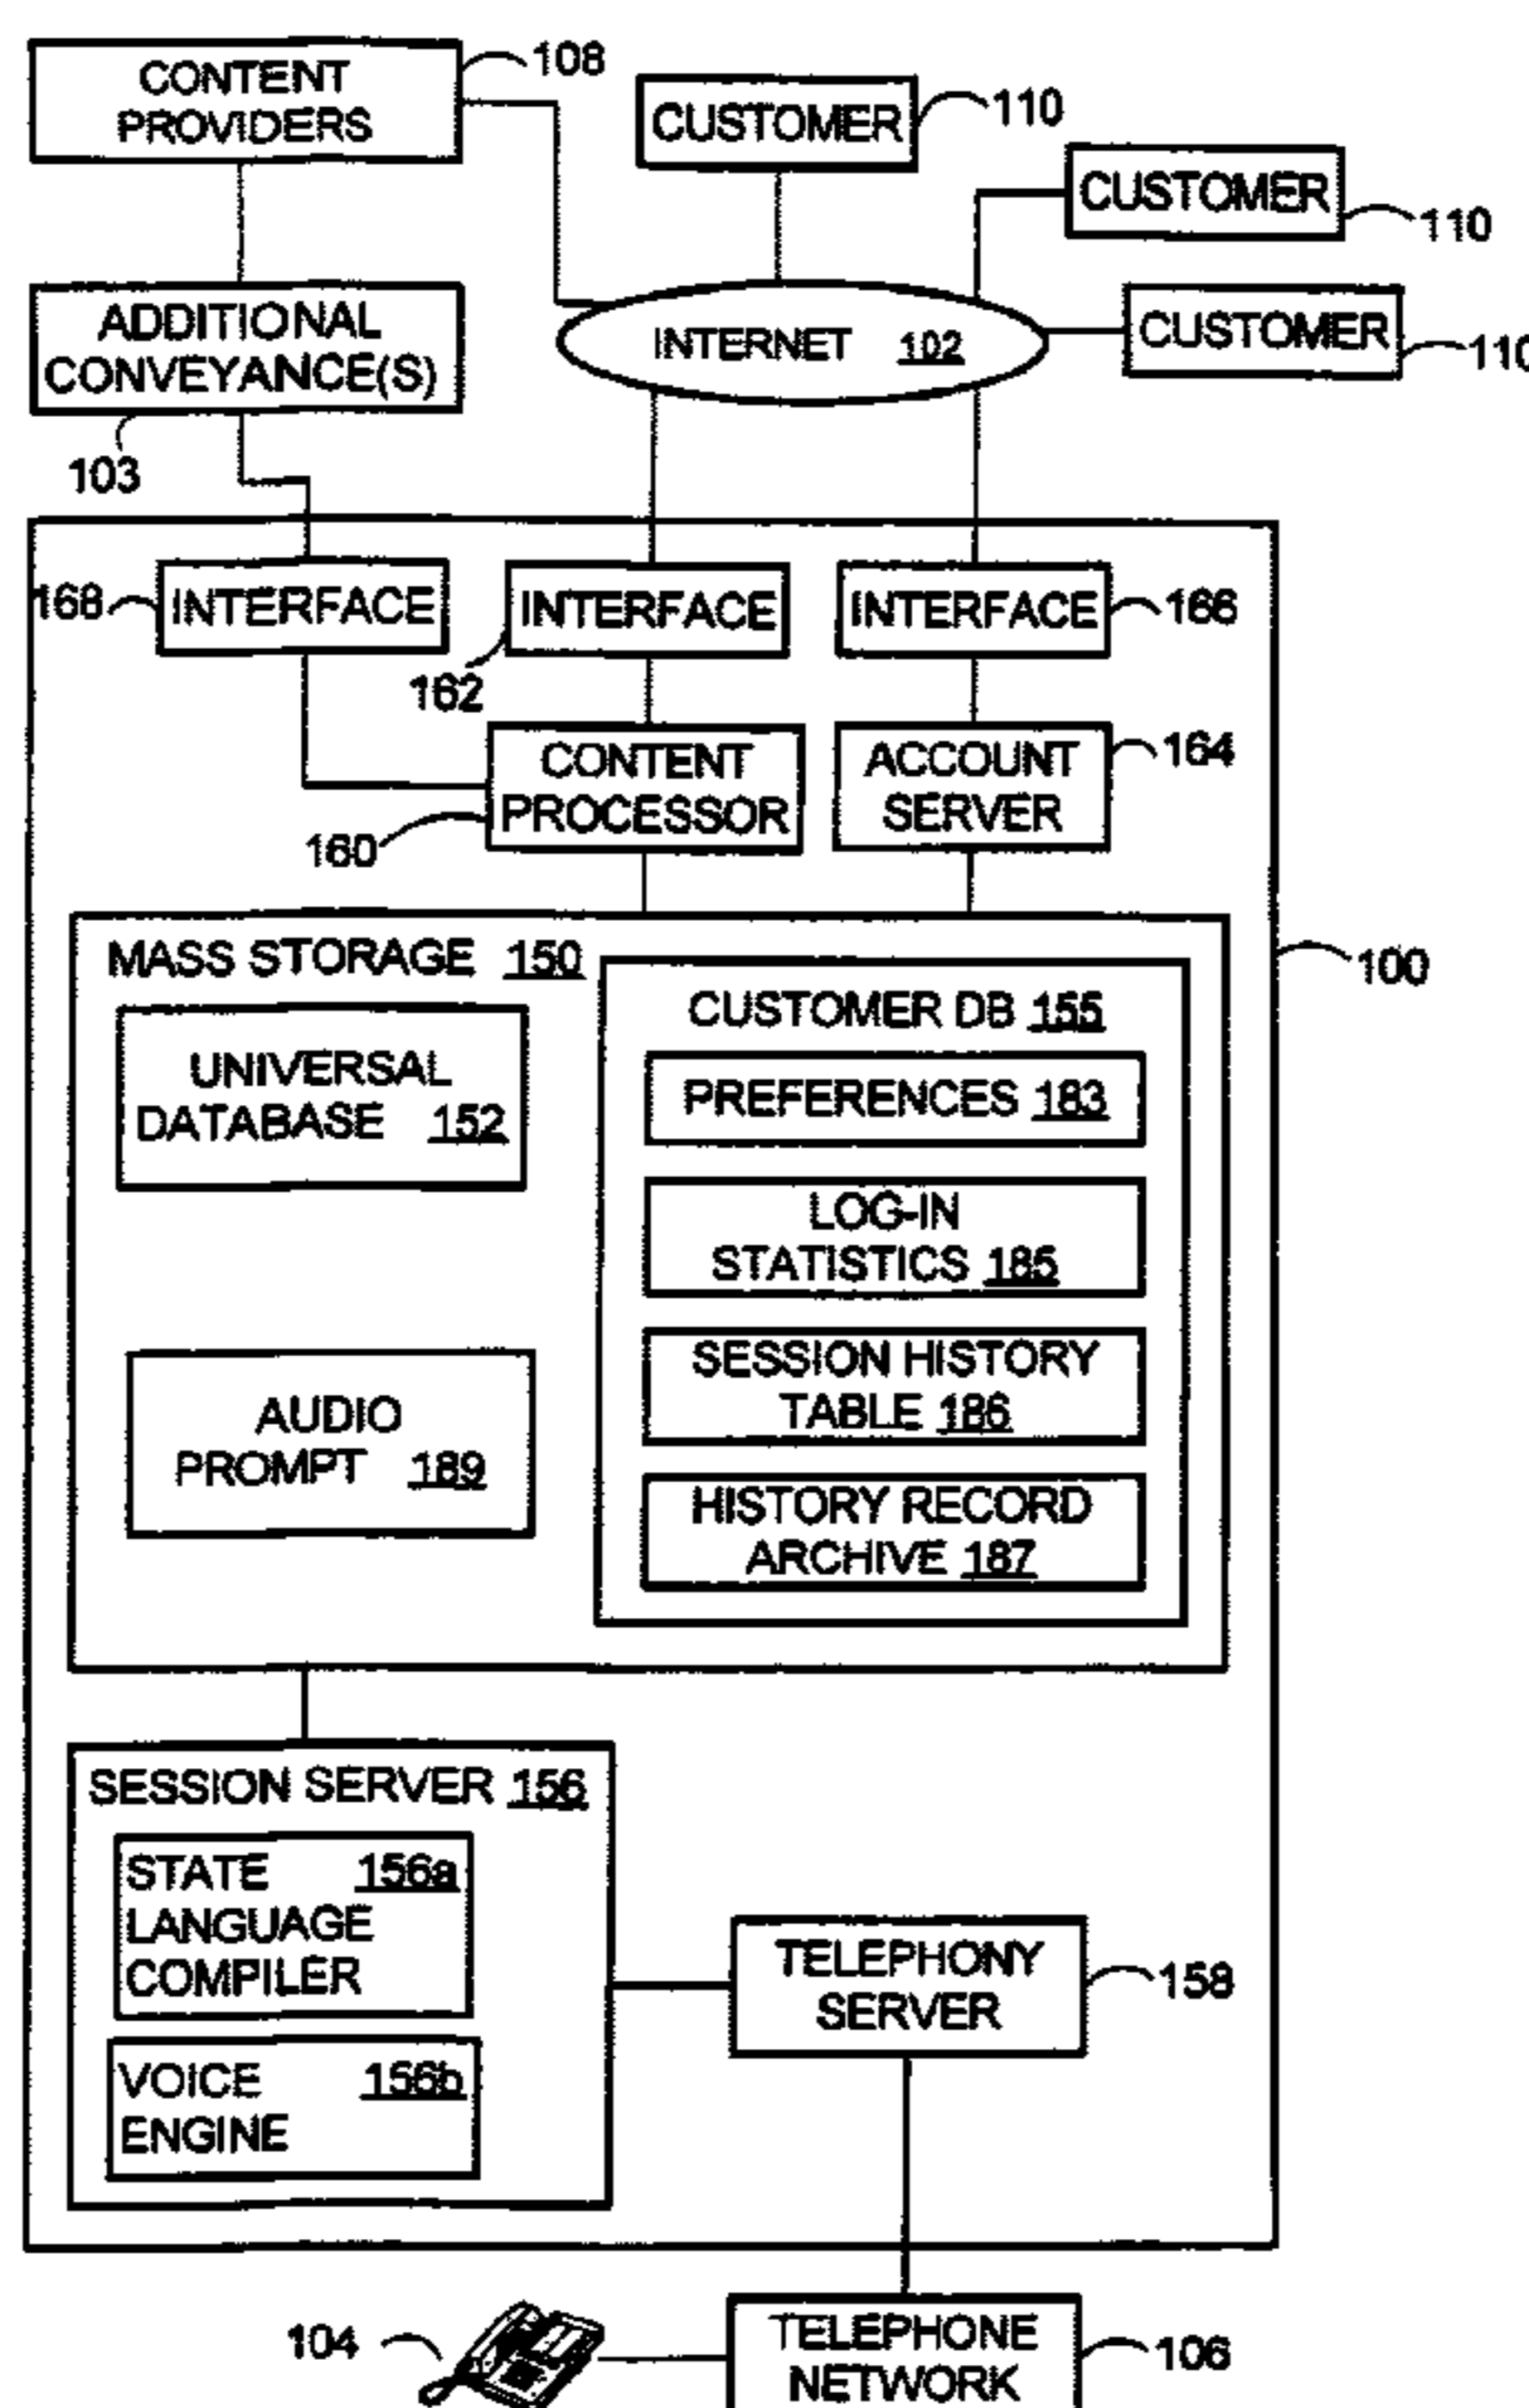 CONTENT
PROVIDERS
108
CUSTOMER
110
CUSTOMER
110
ADDITIONAL
CONVEYANCE(S)
103
INTERNET 102
CUSTOMER
110
168
INTERFACE
INTERFACE
162
INTERFACE
166
CONTENT
PROCESSOR
160
ACCOUNT
SERVER
164
MASS STORAGE 150
100
UNIVERSAL
DATABASE 152
CUSTOMER DB 155
PREFERENCES 183
LOG-IN
STATISTICS 185
AUDIO
PROMPT 189
SESSION HISTORY
TABLE 186
HISTORY RECORD
ARCHIVE 187
SESSION SERVER 156
STATE 156a
LANGUAGE
COMPILER
VOICE 156b
ENGINE
TELEPHONY
SERVER
158
104
TELEPHONE
NETWORK
106